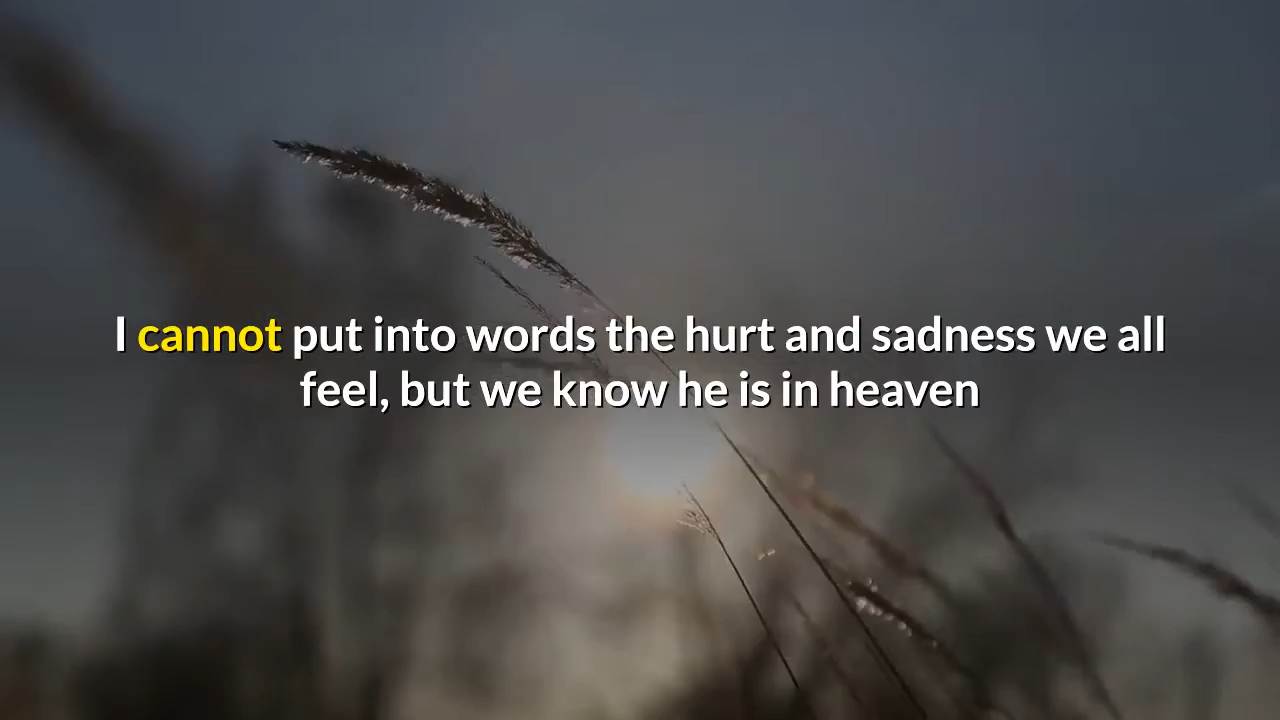 I cannot put into words the hurt and sadness we all
feel, but we know he is in heaven